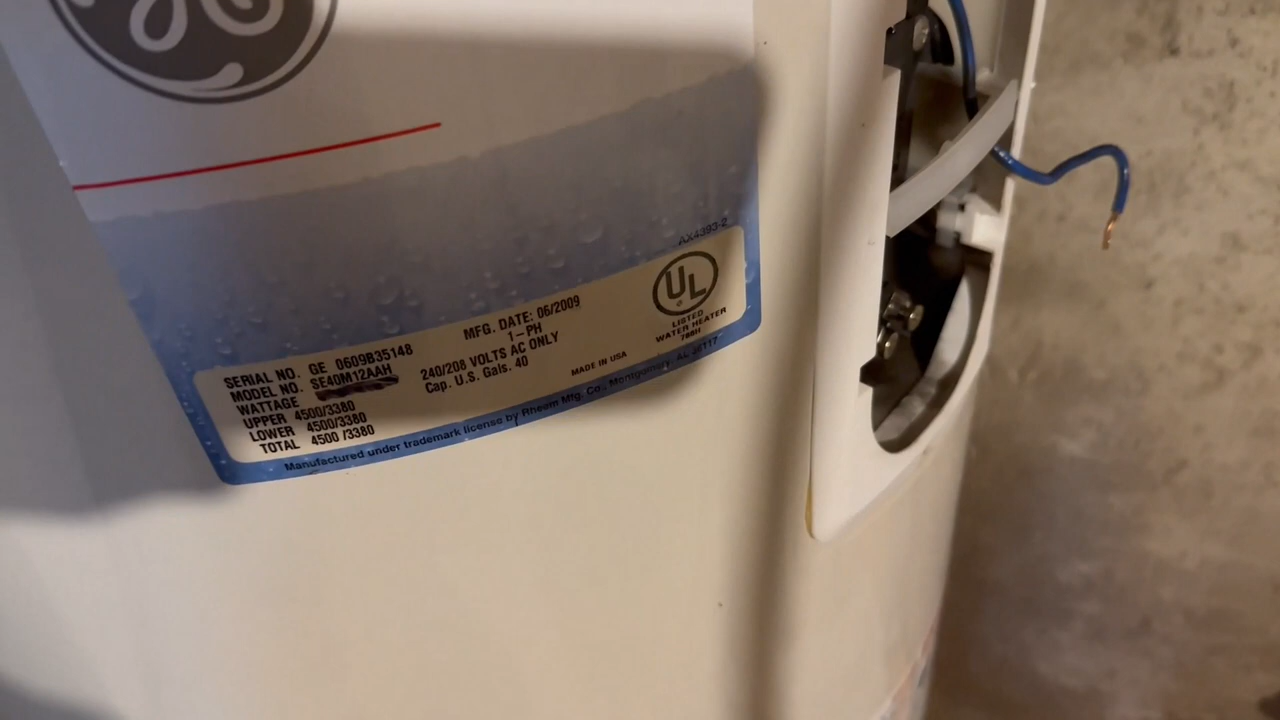 GE
AX4393-2
SERIAL NO. GE 0609B35148
MODEL NO. SE40M12AAH
WATTAGE
UPPER 4500/3380
LOWER 4500/3380
TOTAL 4500 /3380
MFG. DATE: 06/2009
1-PH
240/208 VOLTS AC ONLY
Cap. U.S. Gals. 40
MADE IN USA
UL
LISTED
WATER HEATER
Manufactured under trademark license by Rheem Mfg. Co., Montgomery, AL 36117